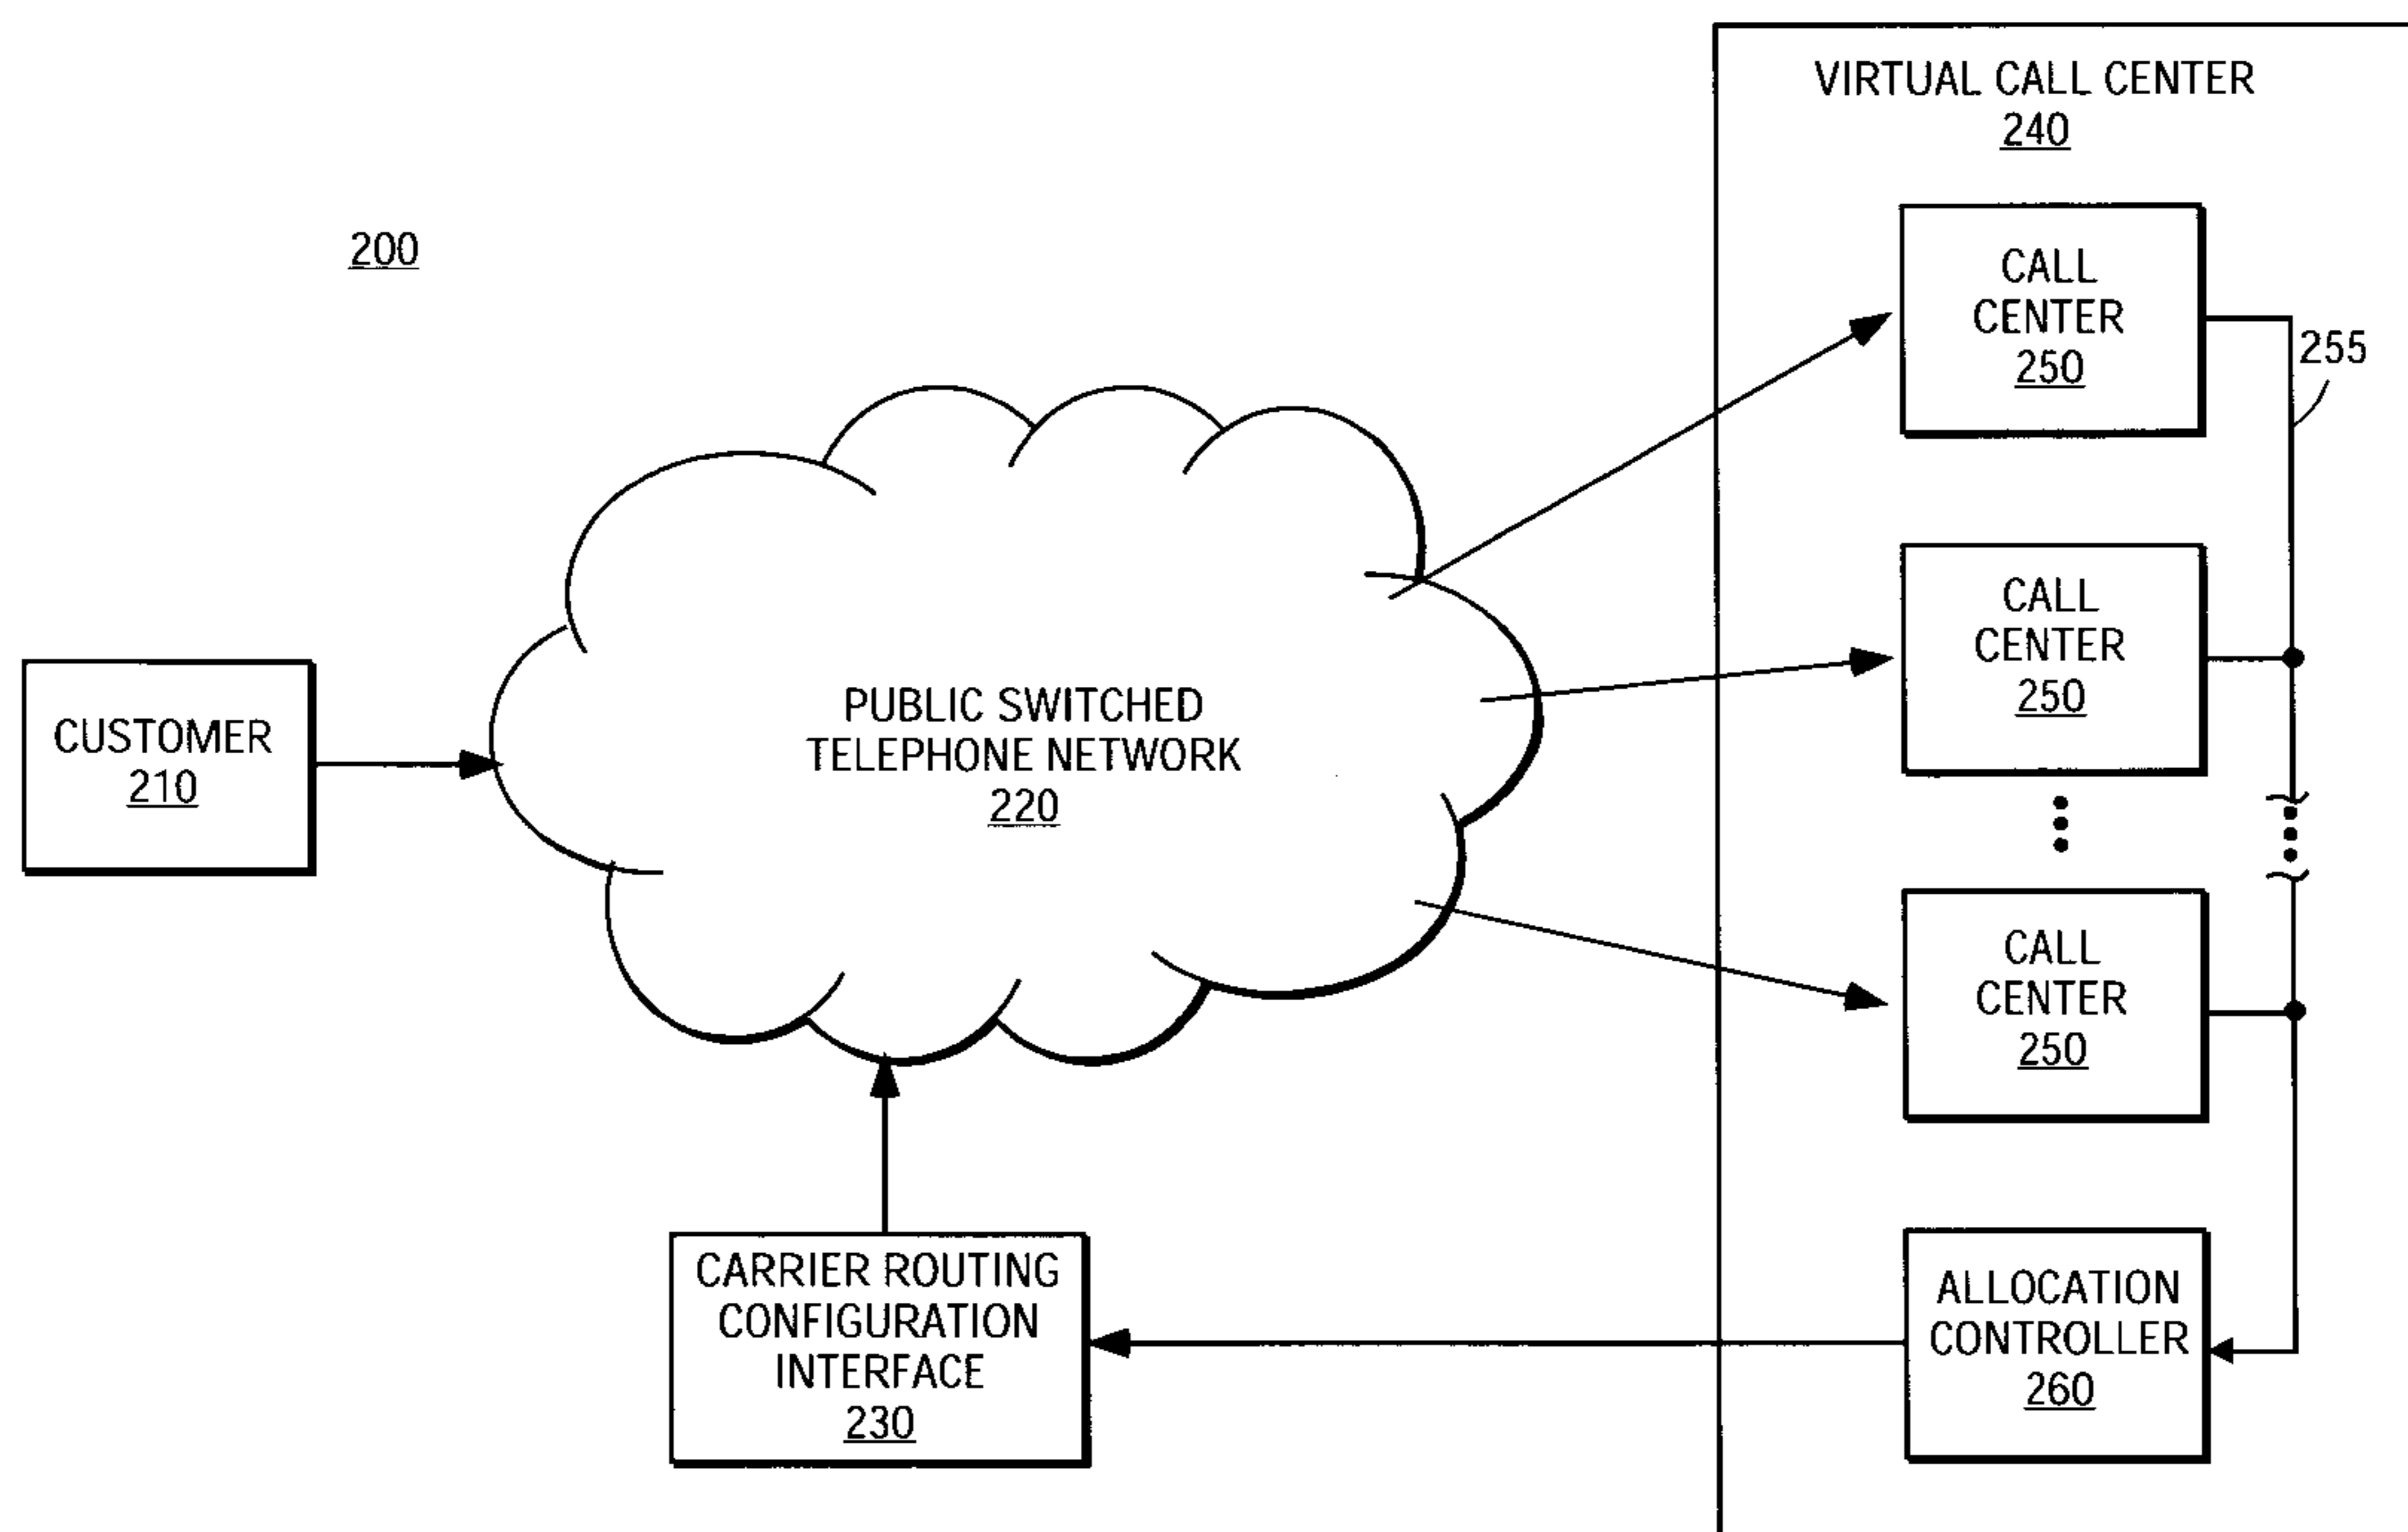 VIRTUAL CALL CENTER
240
200
CALL
CENTER
250
255
CALL
CENTER
250
CUSTOMER
210
PUBLIC SWITCHED
TELEPHONE NETWORK
220
CALL
CENTER
250
CARRIER ROUTING
CONFIGURATION
INTERFACE
230
ALLOCATION
CONTROLLER
260